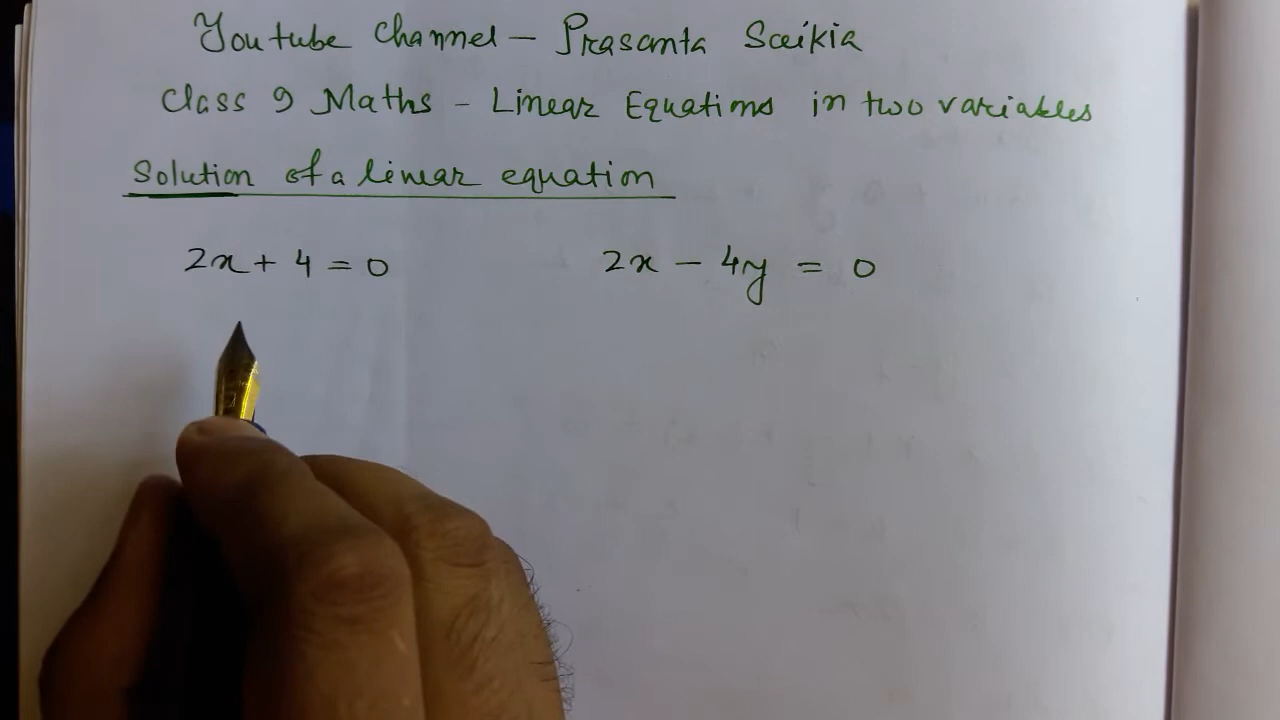 Youtube Channel - Prasanta Saikia
Class 9 Maths - Linear Equations in two variables
Solution of a linear equation
2x + 4 = 0
2x - 4y = 0